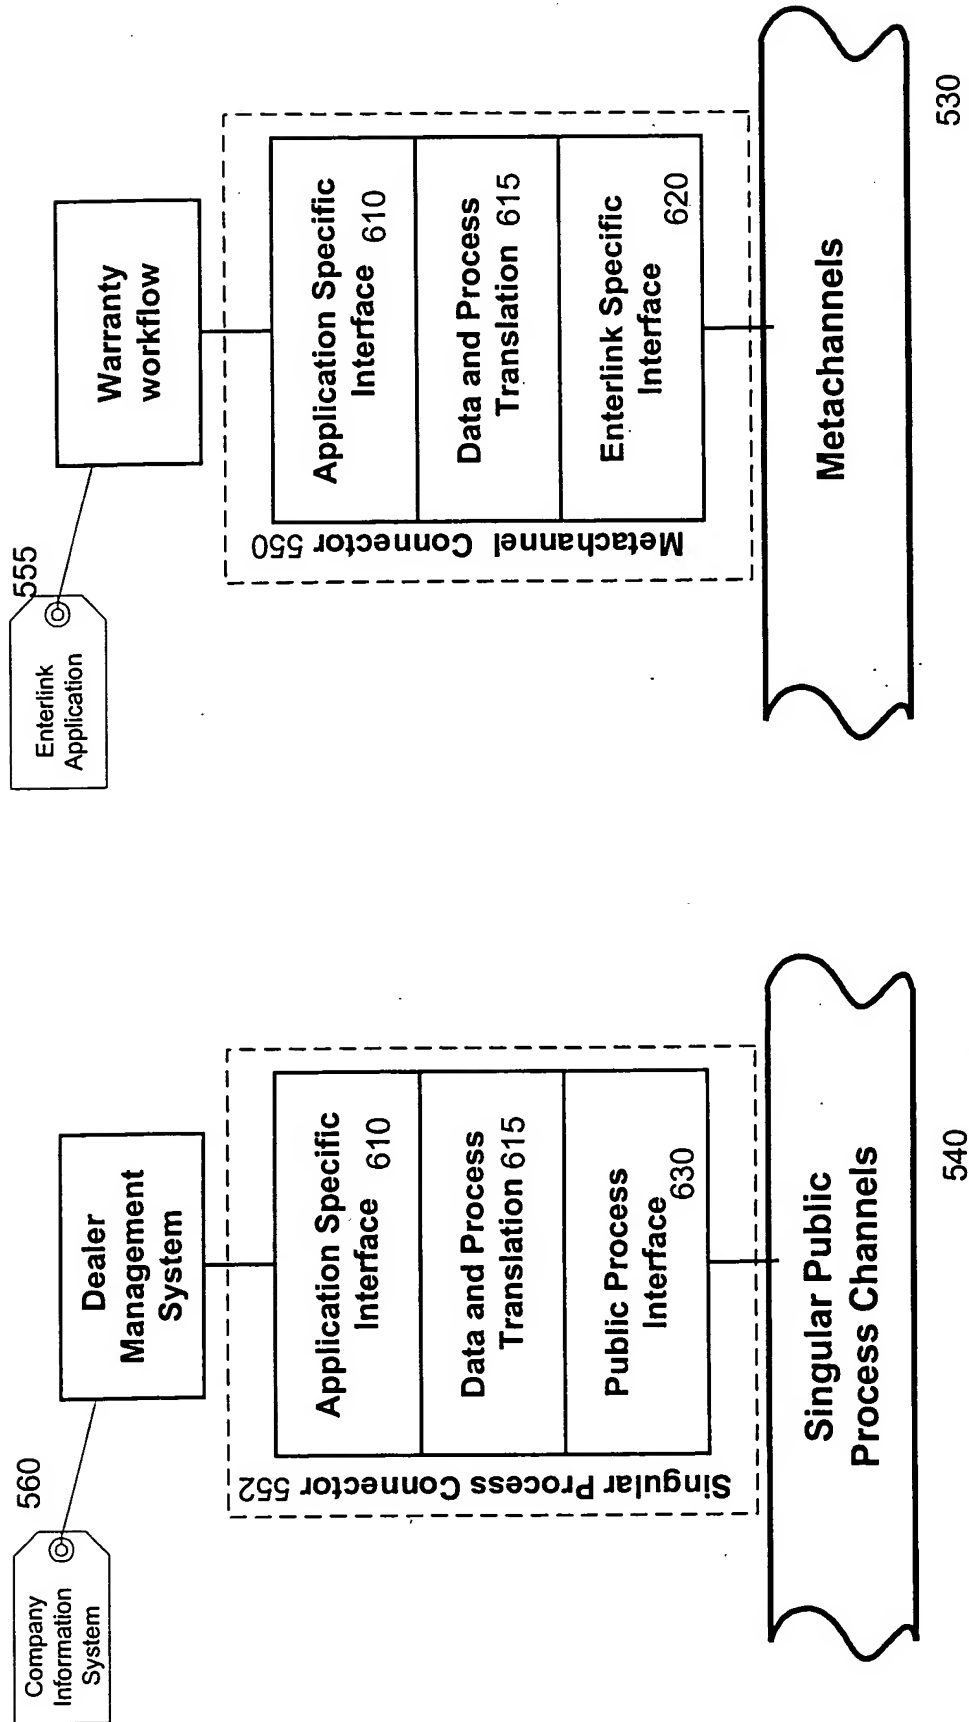 560
Company
Information
System
Dealer
Management
System
Singular Process Connector 552
Application Specific
Interface 610
Data and Process
Translation 615
Public Process
Interface
630
Singular Public
Process Channels
540
555
Enterlink
Application
Warranty
workflow
Metachannel Connector 550
Application Specific
Interface 610
Data and Process
Translation 615
Enterlink Specific
Interface
620
Metachannels
530